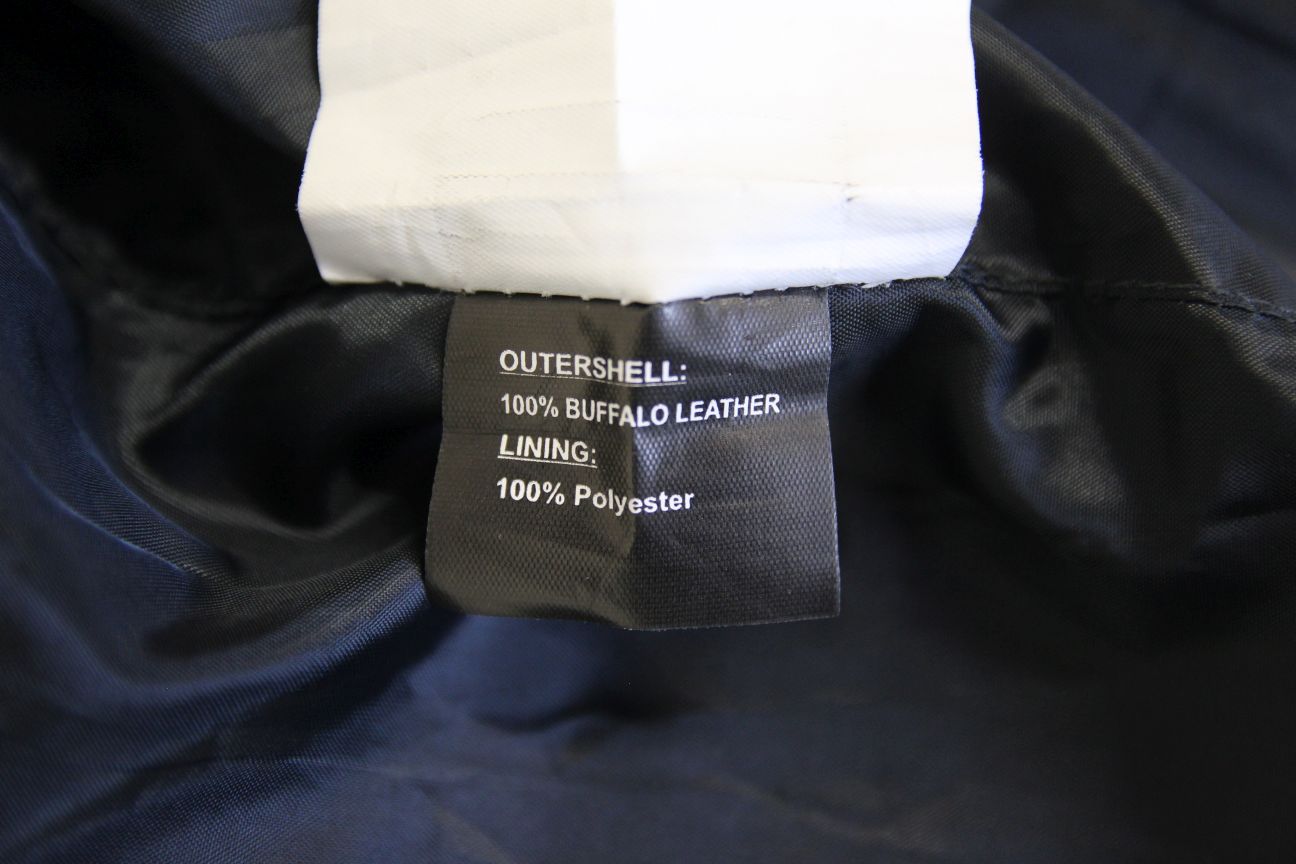 OUTERSHELL:
100% BUFFALO LEATHER
LINING:
100% Polyester